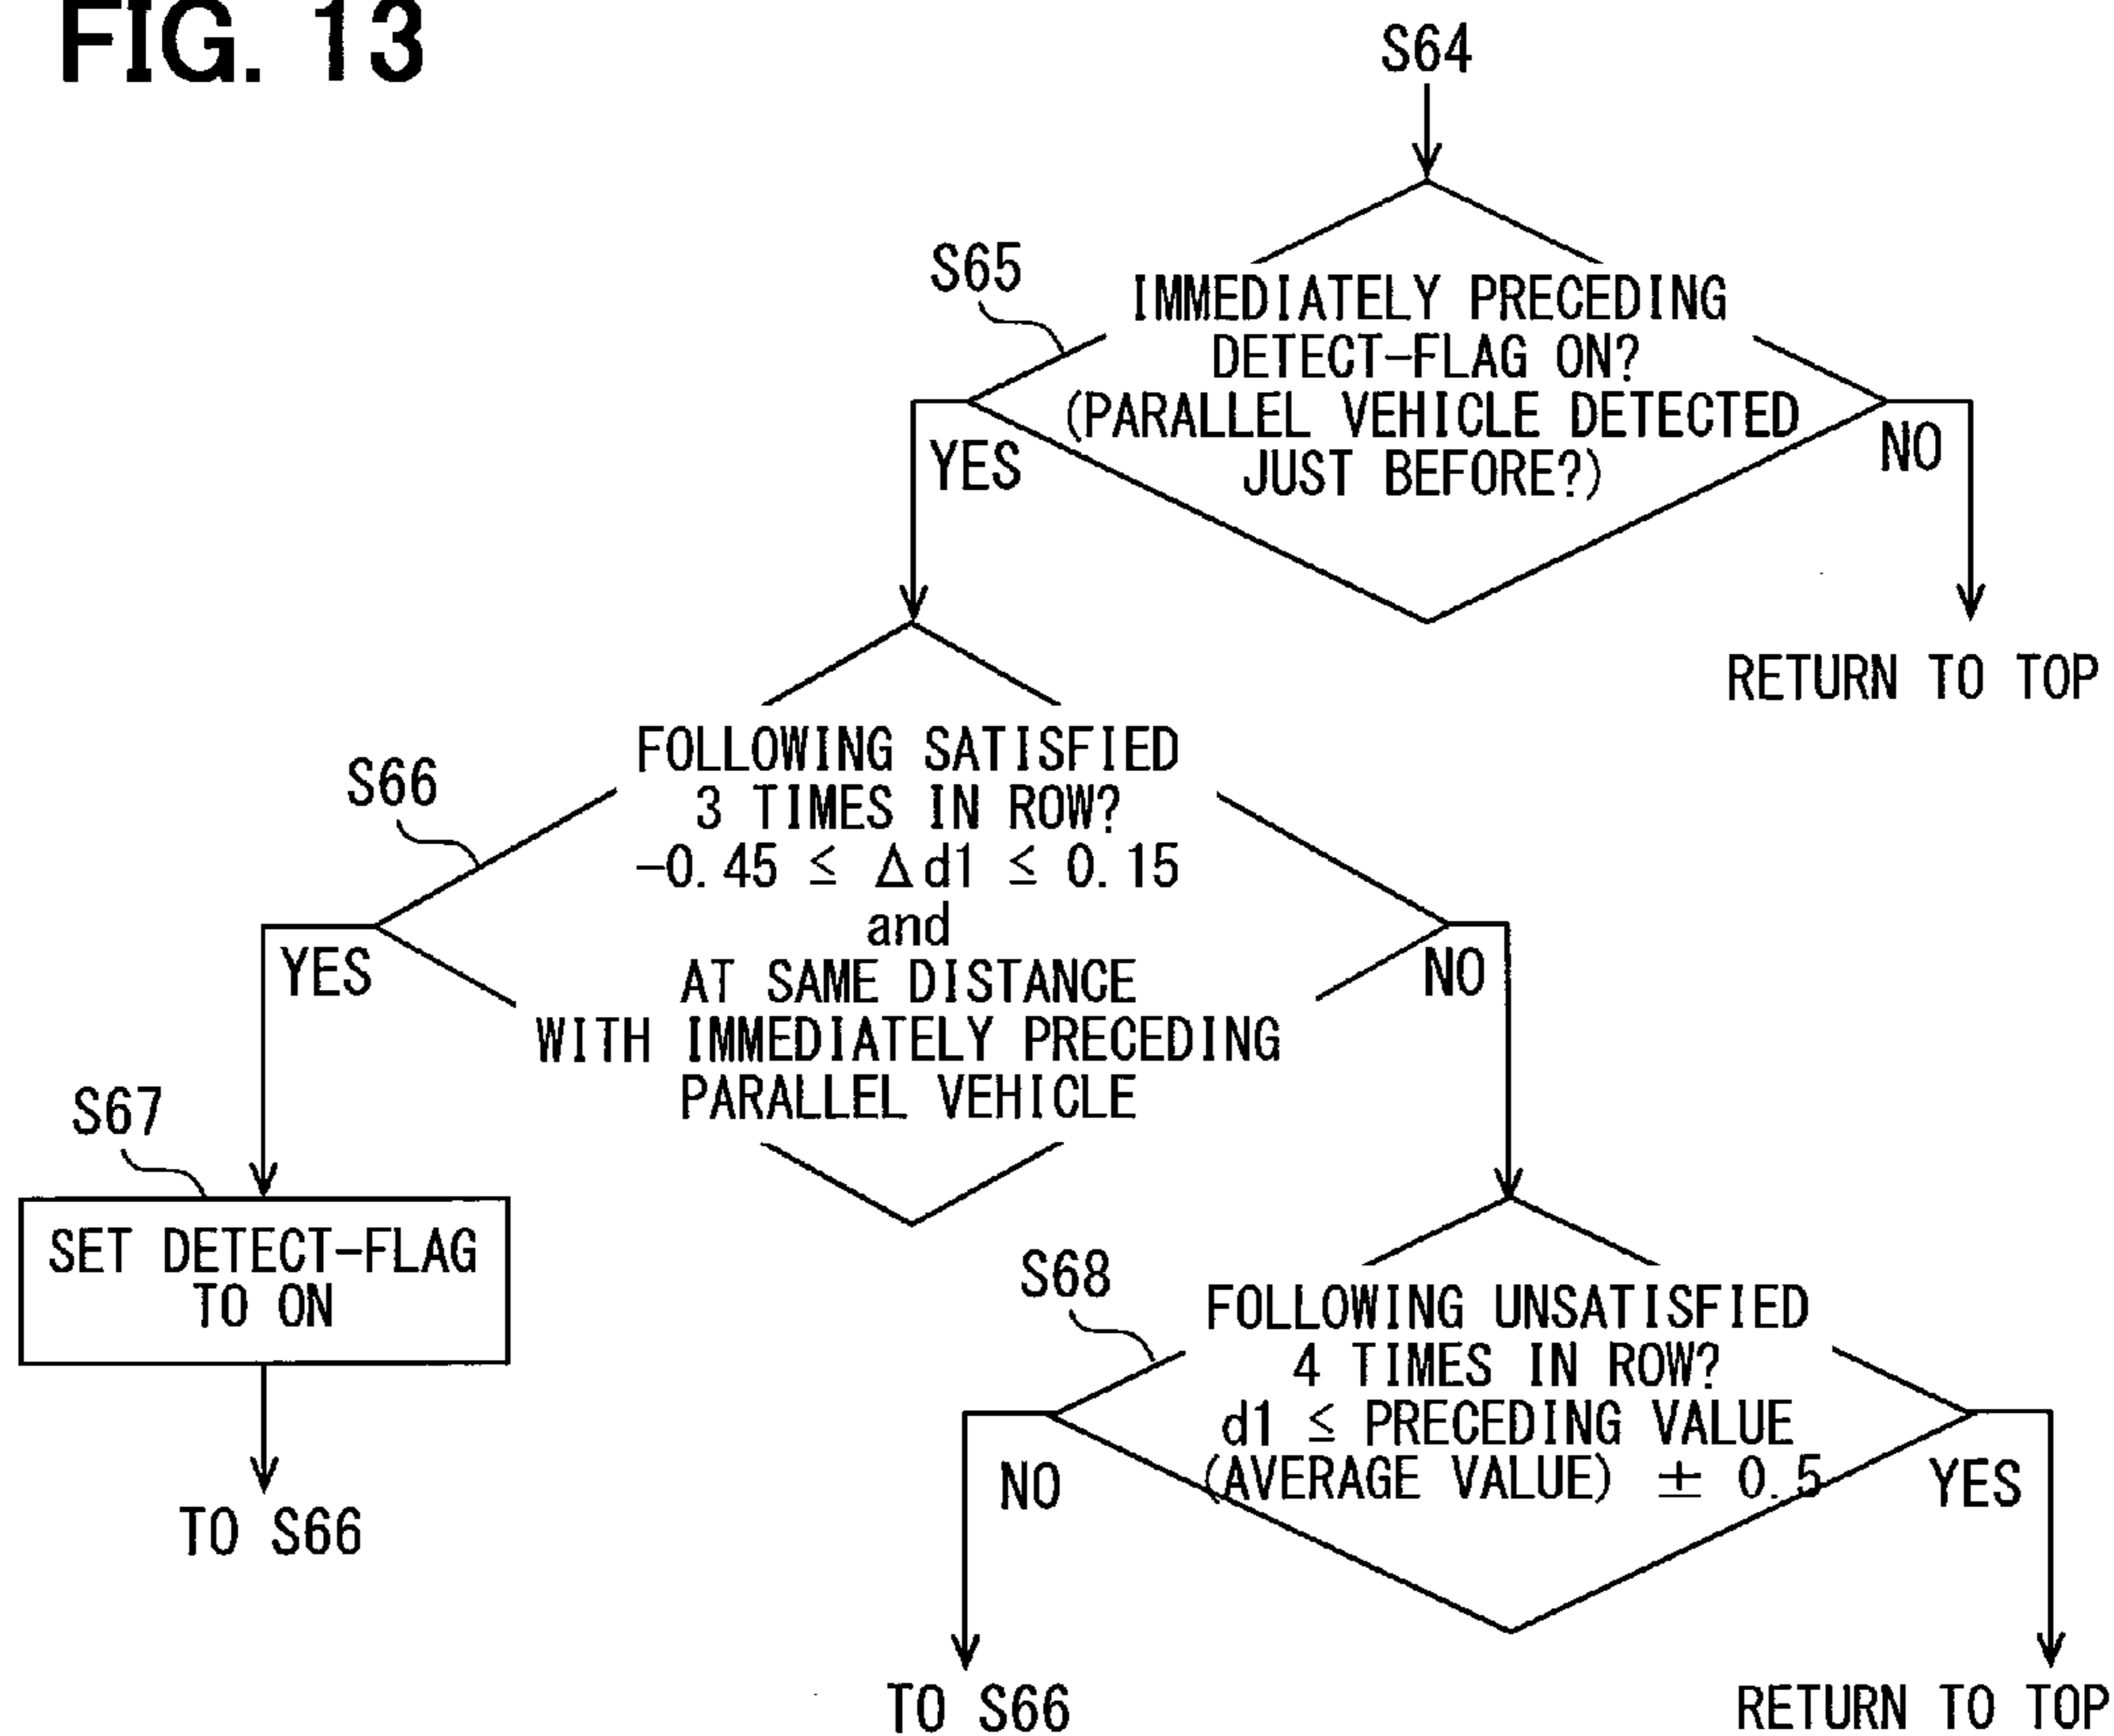 FIG. 13
S64
S65
IMMEDIATELY PRECEDING
DETECT-FLAG ON?
(PARALLEL VEHICLE DETECTED
JUST BEFORE?)
YES
NO
RETURN TO TOP
S66
FOLLOWING SATISFIED
3 TIMES IN ROW?
-0.45 ≤ Δd1 ≤ 0.15
and
AT SAME DISTANCE
WITH IMMEDIATELY PRECEDING
PARALLEL VEHICLE
YES
NO
S67
SET DETECT-FLAG
TO ON
TO S66
S68
FOLLOWING UNSATISFIED
4 TIMES IN ROW?
d1 ≤ PRECEDING VALUE
(AVERAGE VALUE) ± 0.5
NO
YES
TO S66
RETURN TO TOP